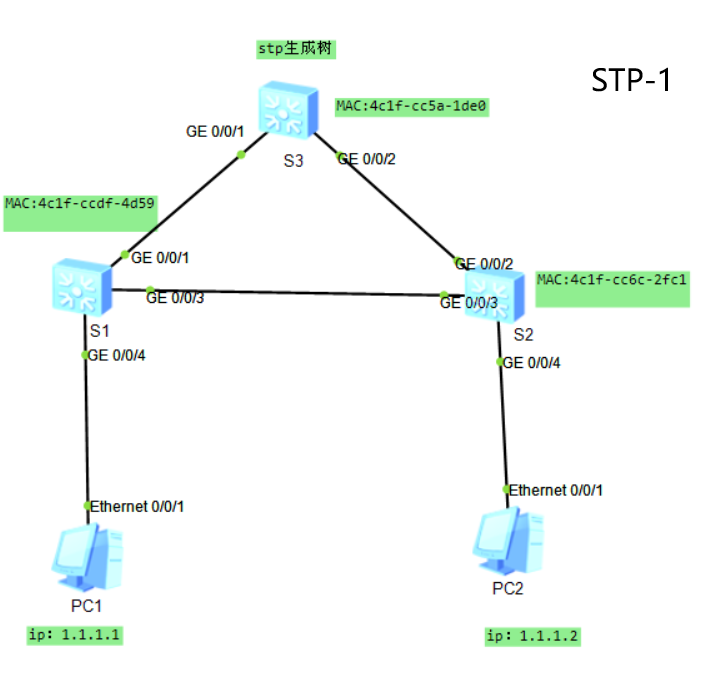 stp生成树
STP-1
MAC:4c1f-cc5a-1de0
GE 0/0/1
S3
GE 0/0/2
MAC:4c1f-ccdf-4d59
GE 0/0/1
GE 0/0/2
MAC:4c1f-cc6c-2fc1
GE 0/0/3
GE 0/0/3
S1
S2
GE 0/0/4
GE 0/0/4
Ethernet 0/0/1
Ethernet 0/0/1
PC1
PC2
ip: 1.1.1.1
ip: 1.1.1.2